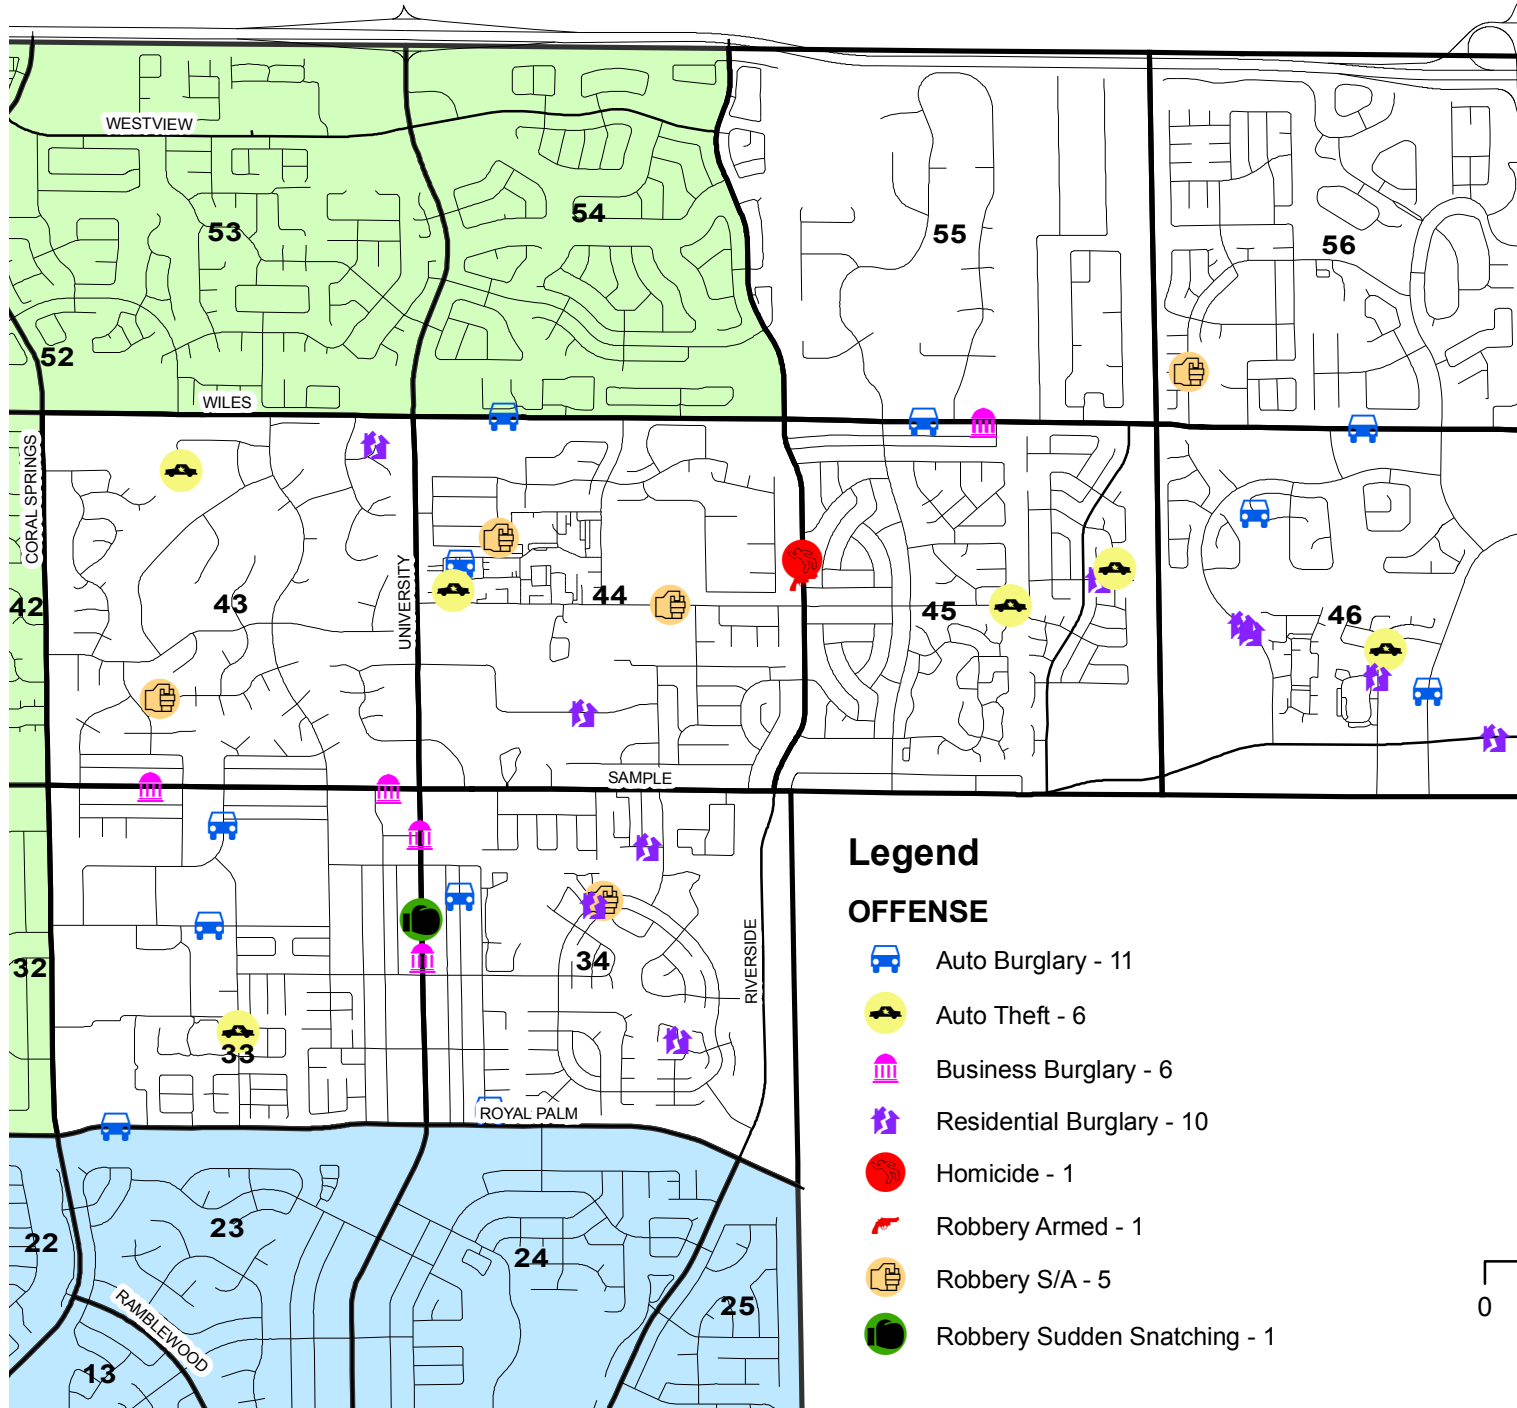 WESTVIEW
53
54
55
56
52
WILES
CORAL SPRINGS
UNIVERSITY
42
43
44
45
46
SAMPLE
Legend
OFFENSE
Auto Burglary - 11
Auto Theft - 6
Business Burglary - 6
Residential Burglary - 10
Homicide - 1
Robbery Armed - 1
Robbery S/A - 5
Robbery Sudden Snatching - 1
32
34
RIVERSIDE
33
ROYAL PALM
22
23
24
25
RAMBLEWOOD
13
0